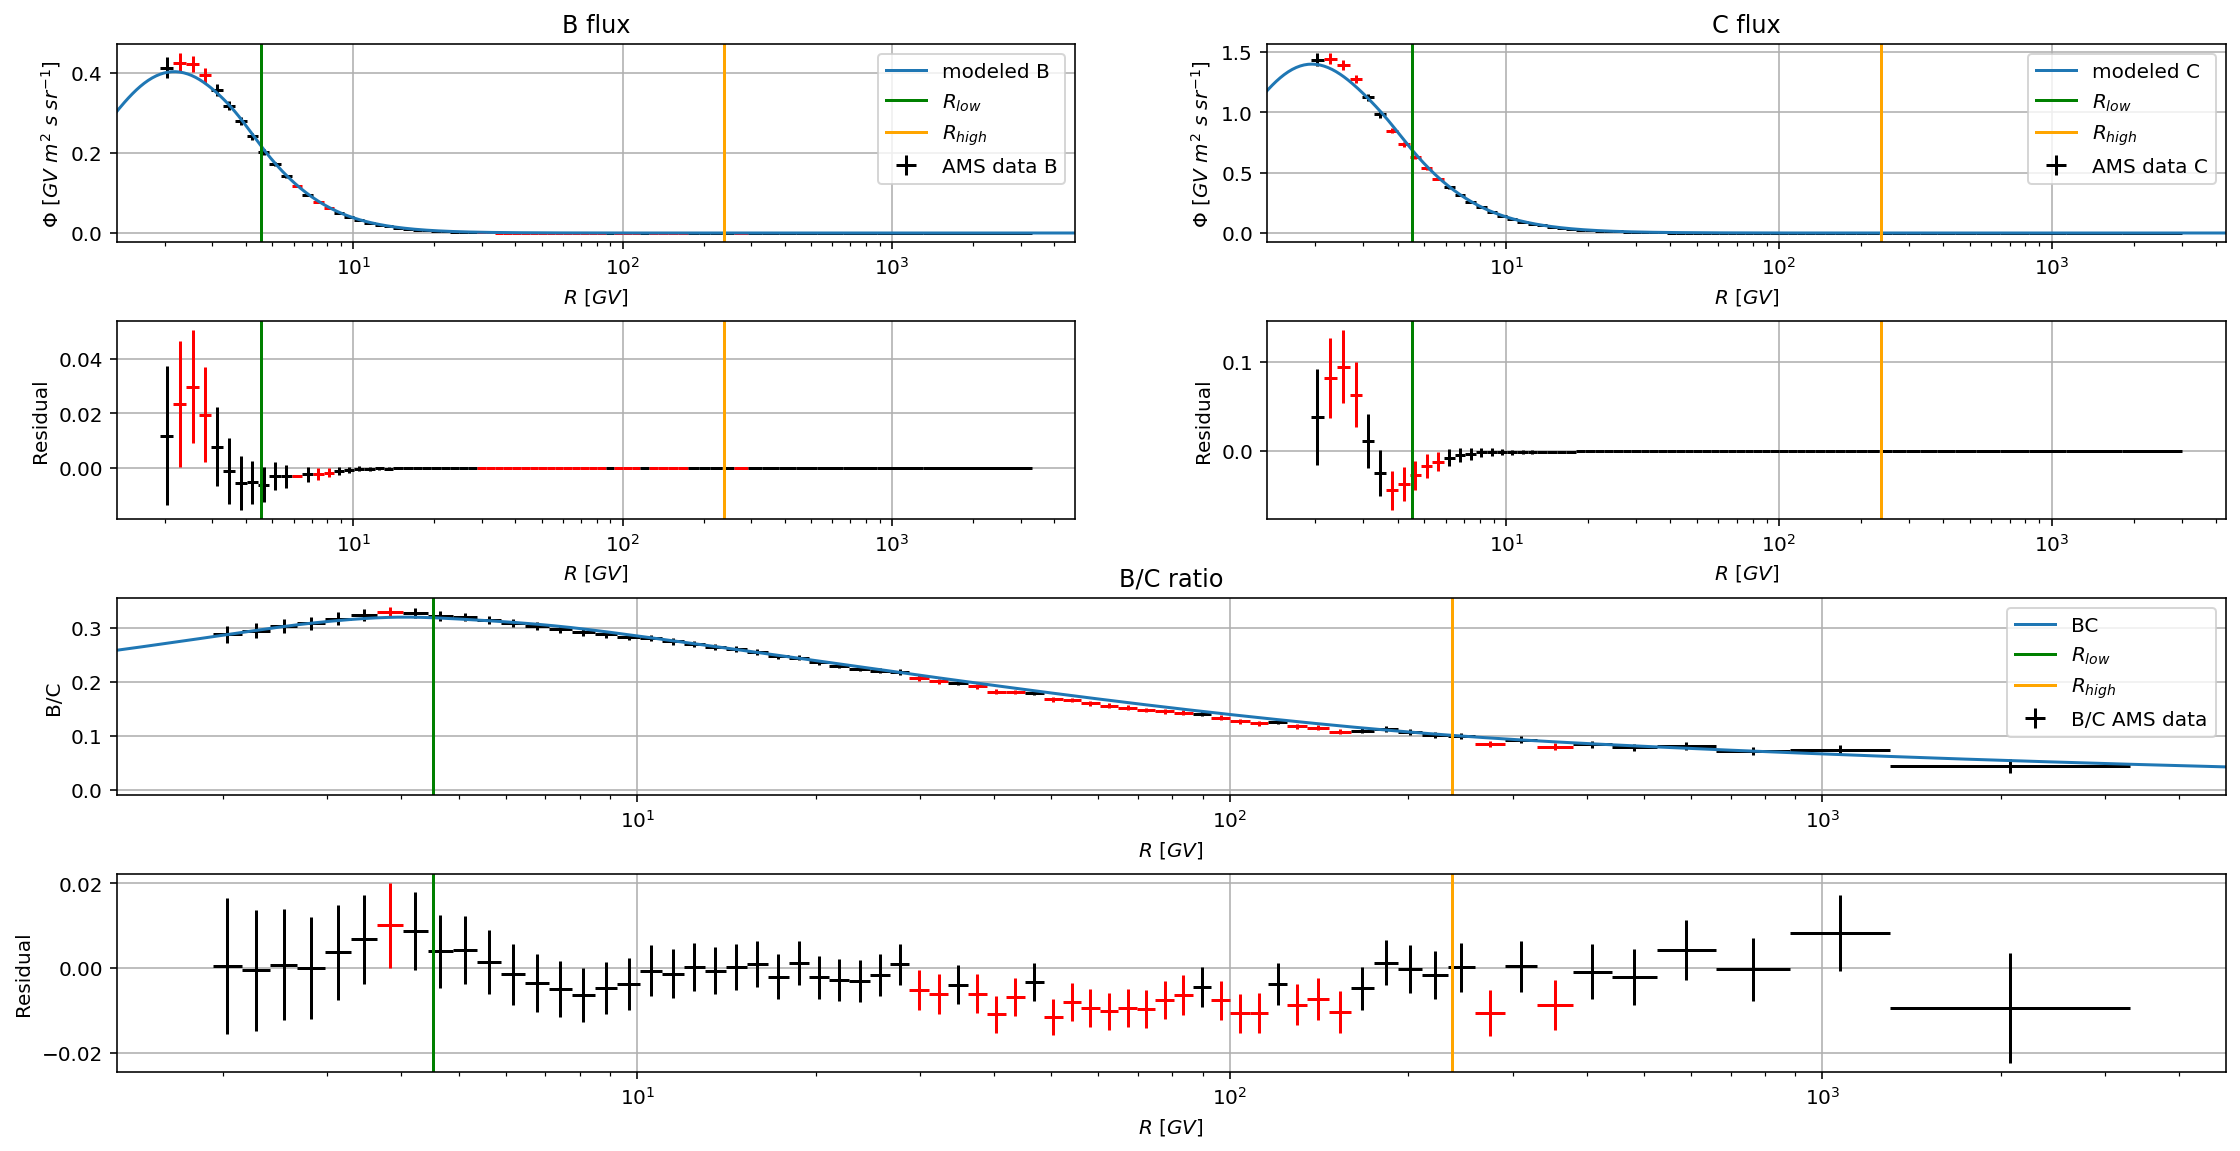 B flux
Φ [GV m² s sr⁻¹]
0.4
0.2
0.0
modeled B
R_low
R_high
AMS data B
10¹ 10² 10³
R [GV]
C flux
Φ [GV m² s sr⁻¹]
1.5
1.0
0.5
0.0
modeled C
R_low
R_high
AMS data C
10¹ 10² 10³
R [GV]
Residual
0.04
0.02
0.00
10¹ 10² 10³
R [GV]
Residual
0.1
0.0
10¹ 10² 10³
R [GV]
B/C ratio
B/C
0.3
0.2
0.1
0.0
BC
R_low
R_high
B/C AMS data
10¹ 10² 10³
R [GV]
Residual
0.02
0.00
−0.02
10¹ 10² 10³
R [GV]